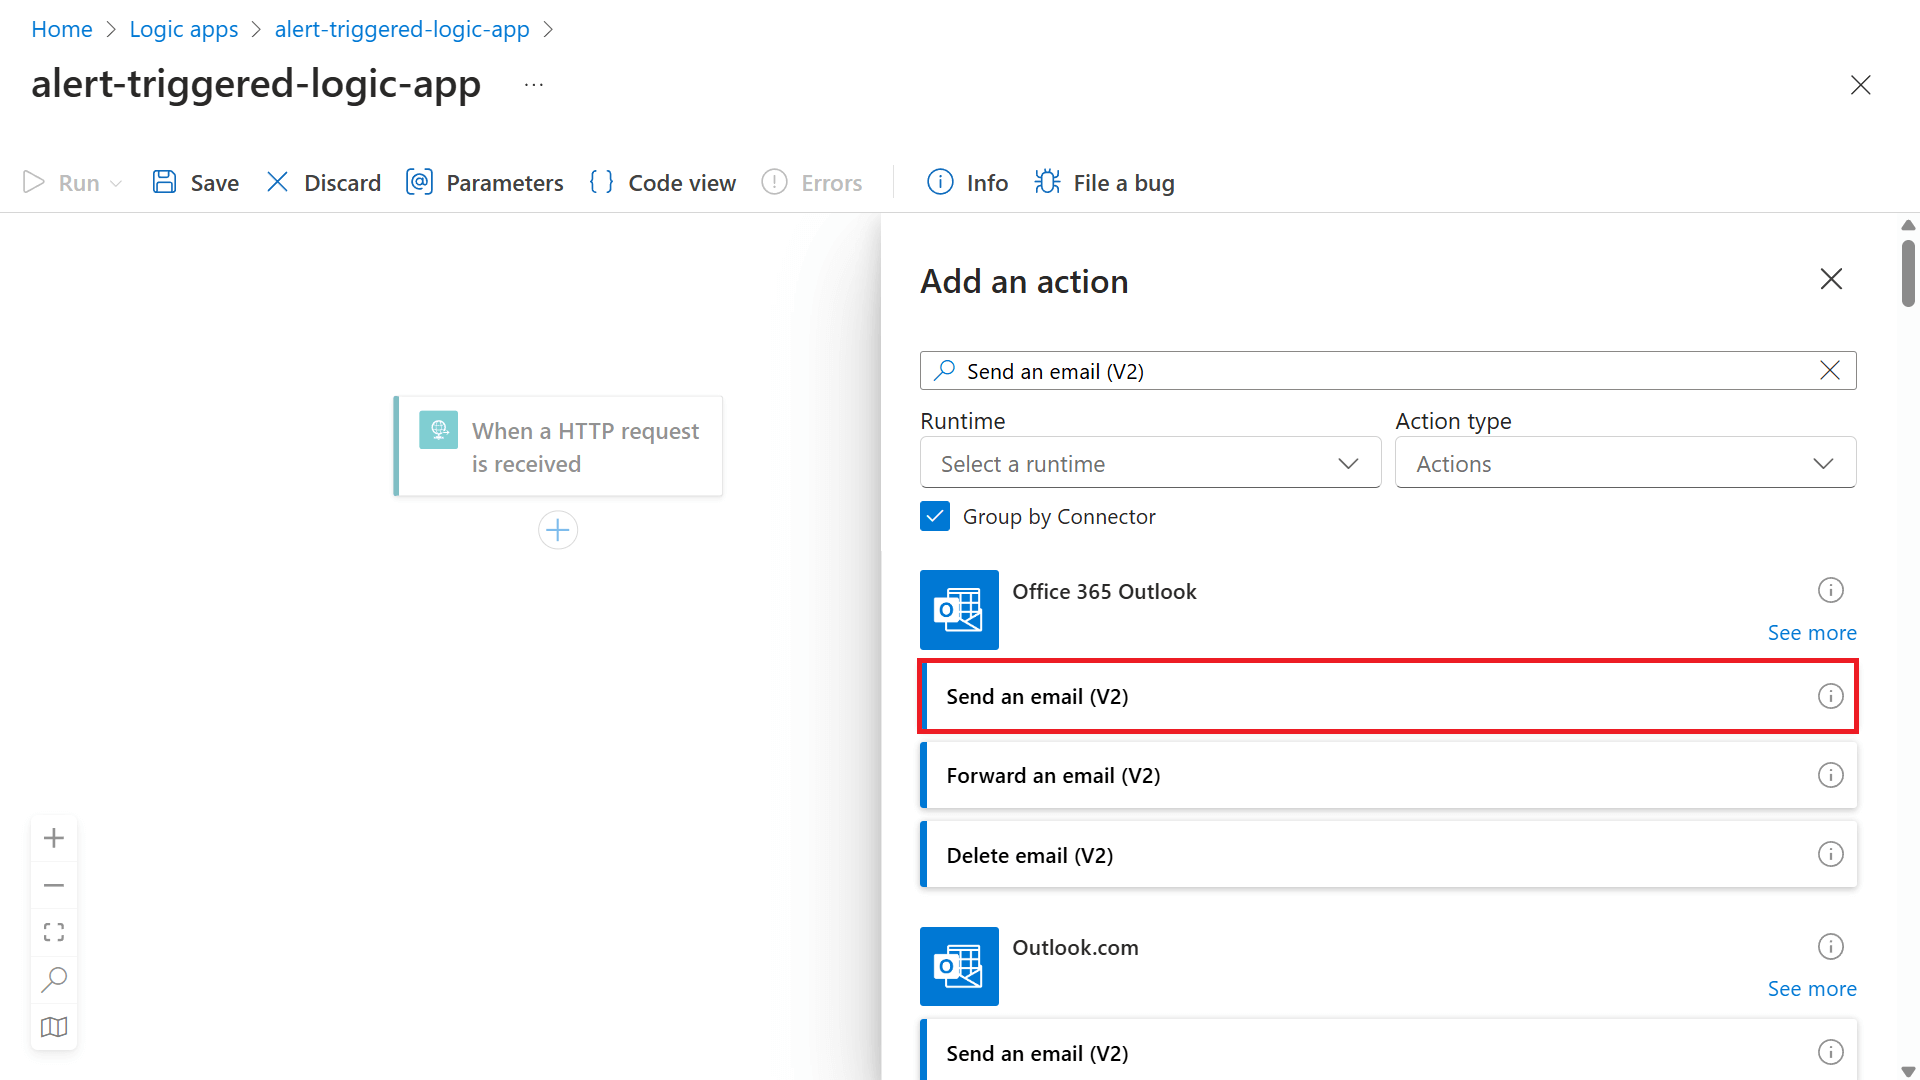 Home > Logic apps > alert-triggered-logic-app >
alert-triggered-logic-app ...
Run Save Discard Parameters Code view Errors Info File a bug
When a HTTP request
is received
Add an action
Send an email (V2)
Runtime Action type
Select a runtime Actions
Group by Connector
Office 365 Outlook
See more
Send an email (V2)
Forward an email (V2)
Delete email (V2)
Outlook.com
See more
Send an email (V2)